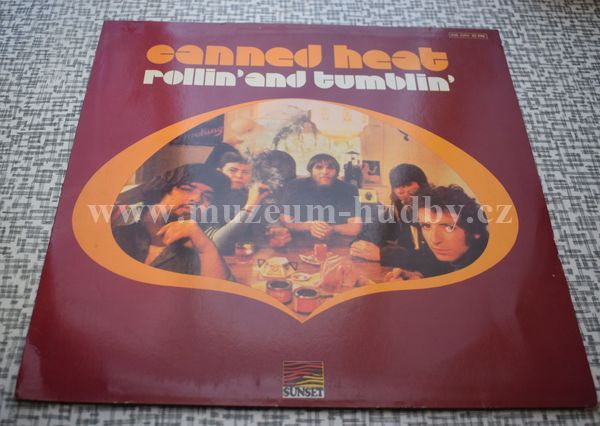 canned heat
rollin' and tumblin'
www.muzeum-hudby.cz
SUNSET